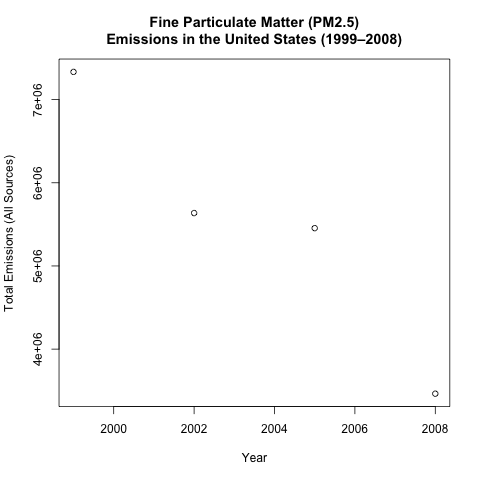 Fine Particulate Matter (PM2.5)
Emissions in the United States (1999–2008)
Total Emissions (All Sources)
7e+06
6e+06
5e+06
4e+06
2000 2002 2004 2006 2008
Year